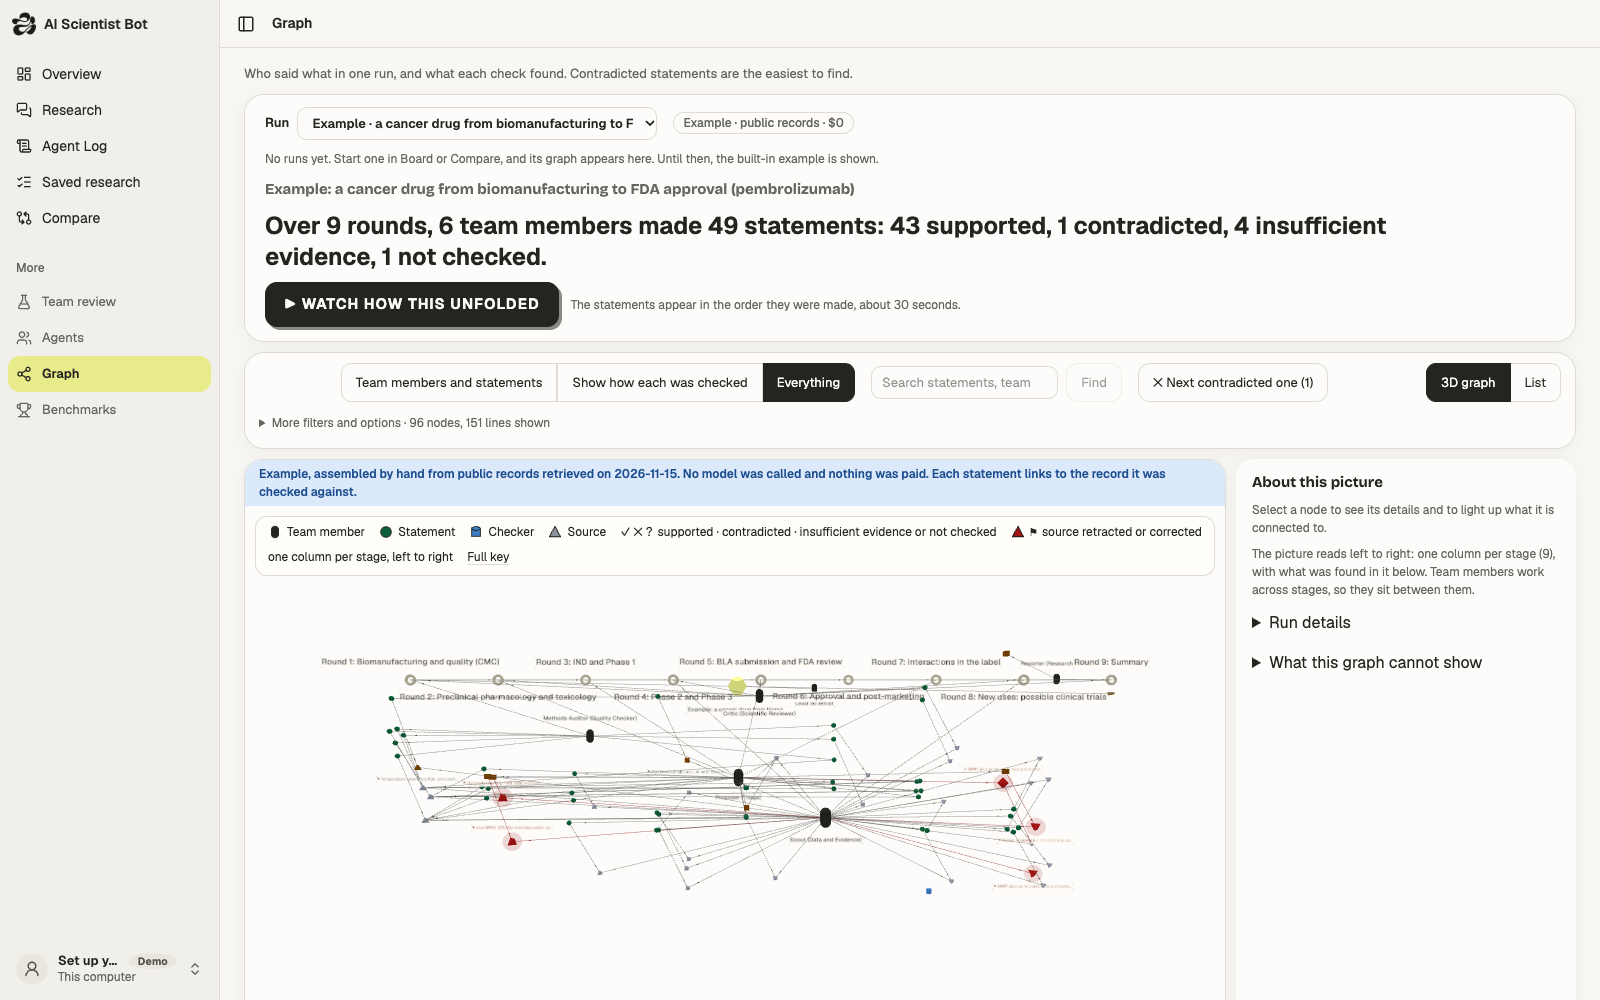 AI Scientist Bot
Overview
Research
Agent Log
Saved research
Compare
More
Team review
Agents
Graph
Benchmarks
Set up y...
Demo
This computer
Graph
Who said what in one run, and what each check found. Contradicted statements are the easiest to find.
Run
Example · a cancer drug from biomanufacturing to F
Example · public records · $0
No runs yet. Start one in Board or Compare, and its graph appears here. Until then, the built-in example is shown.
Example: a cancer drug from biomanufacturing to FDA approval (pembrolizumab)
Over 9 rounds, 6 team members made 49 statements: 43 supported, 1 contradicted, 4 insufficient
evidence, 1 not checked.
▶ WATCH HOW THIS UNFOLDED
The statements appear in the order they were made, about 30 seconds.
Team members and statements
Show how each was checked
Everything
Search statements, team
Find
✕ Next contradicted one (1)
3D graph
List
▶ More filters and options · 96 nodes, 151 lines shown
Example, assembled by hand from public records retrieved on 2026-11-15. No model was called and nothing was paid. Each statement links to the record it was
checked against.
Team member
Statement
Checker
Source
✓ ✕ ? supported · contradicted · insufficient evidence or not checked
⚑ source retracted or corrected
one column per stage, left to right
Full key
Round 1: Biomanufacturing and quality (CMC)
Round 3: IND and Phase 1
Round 5: BLA submission and FDA review
Round 7: Interactions in the label
Round 9: Summary
Round 2: Preclinical pharmacology and toxicology
Round 4: Phase 2 and Phase 3
Round 6: Approval and post-marketing
Round 8: New uses: possible clinical trials
Methods Auditor (Quality Checker)
Critic (Scientific Reviewer)
Scout (Data and Evidence)
About this picture
Select a node to see its details and to light up what it is
connected to.
The picture reads left to right: one column per stage (9),
with what was found in it below. Team members work
across stages, so they sit between them.
▶ Run details
▶ What this graph cannot show